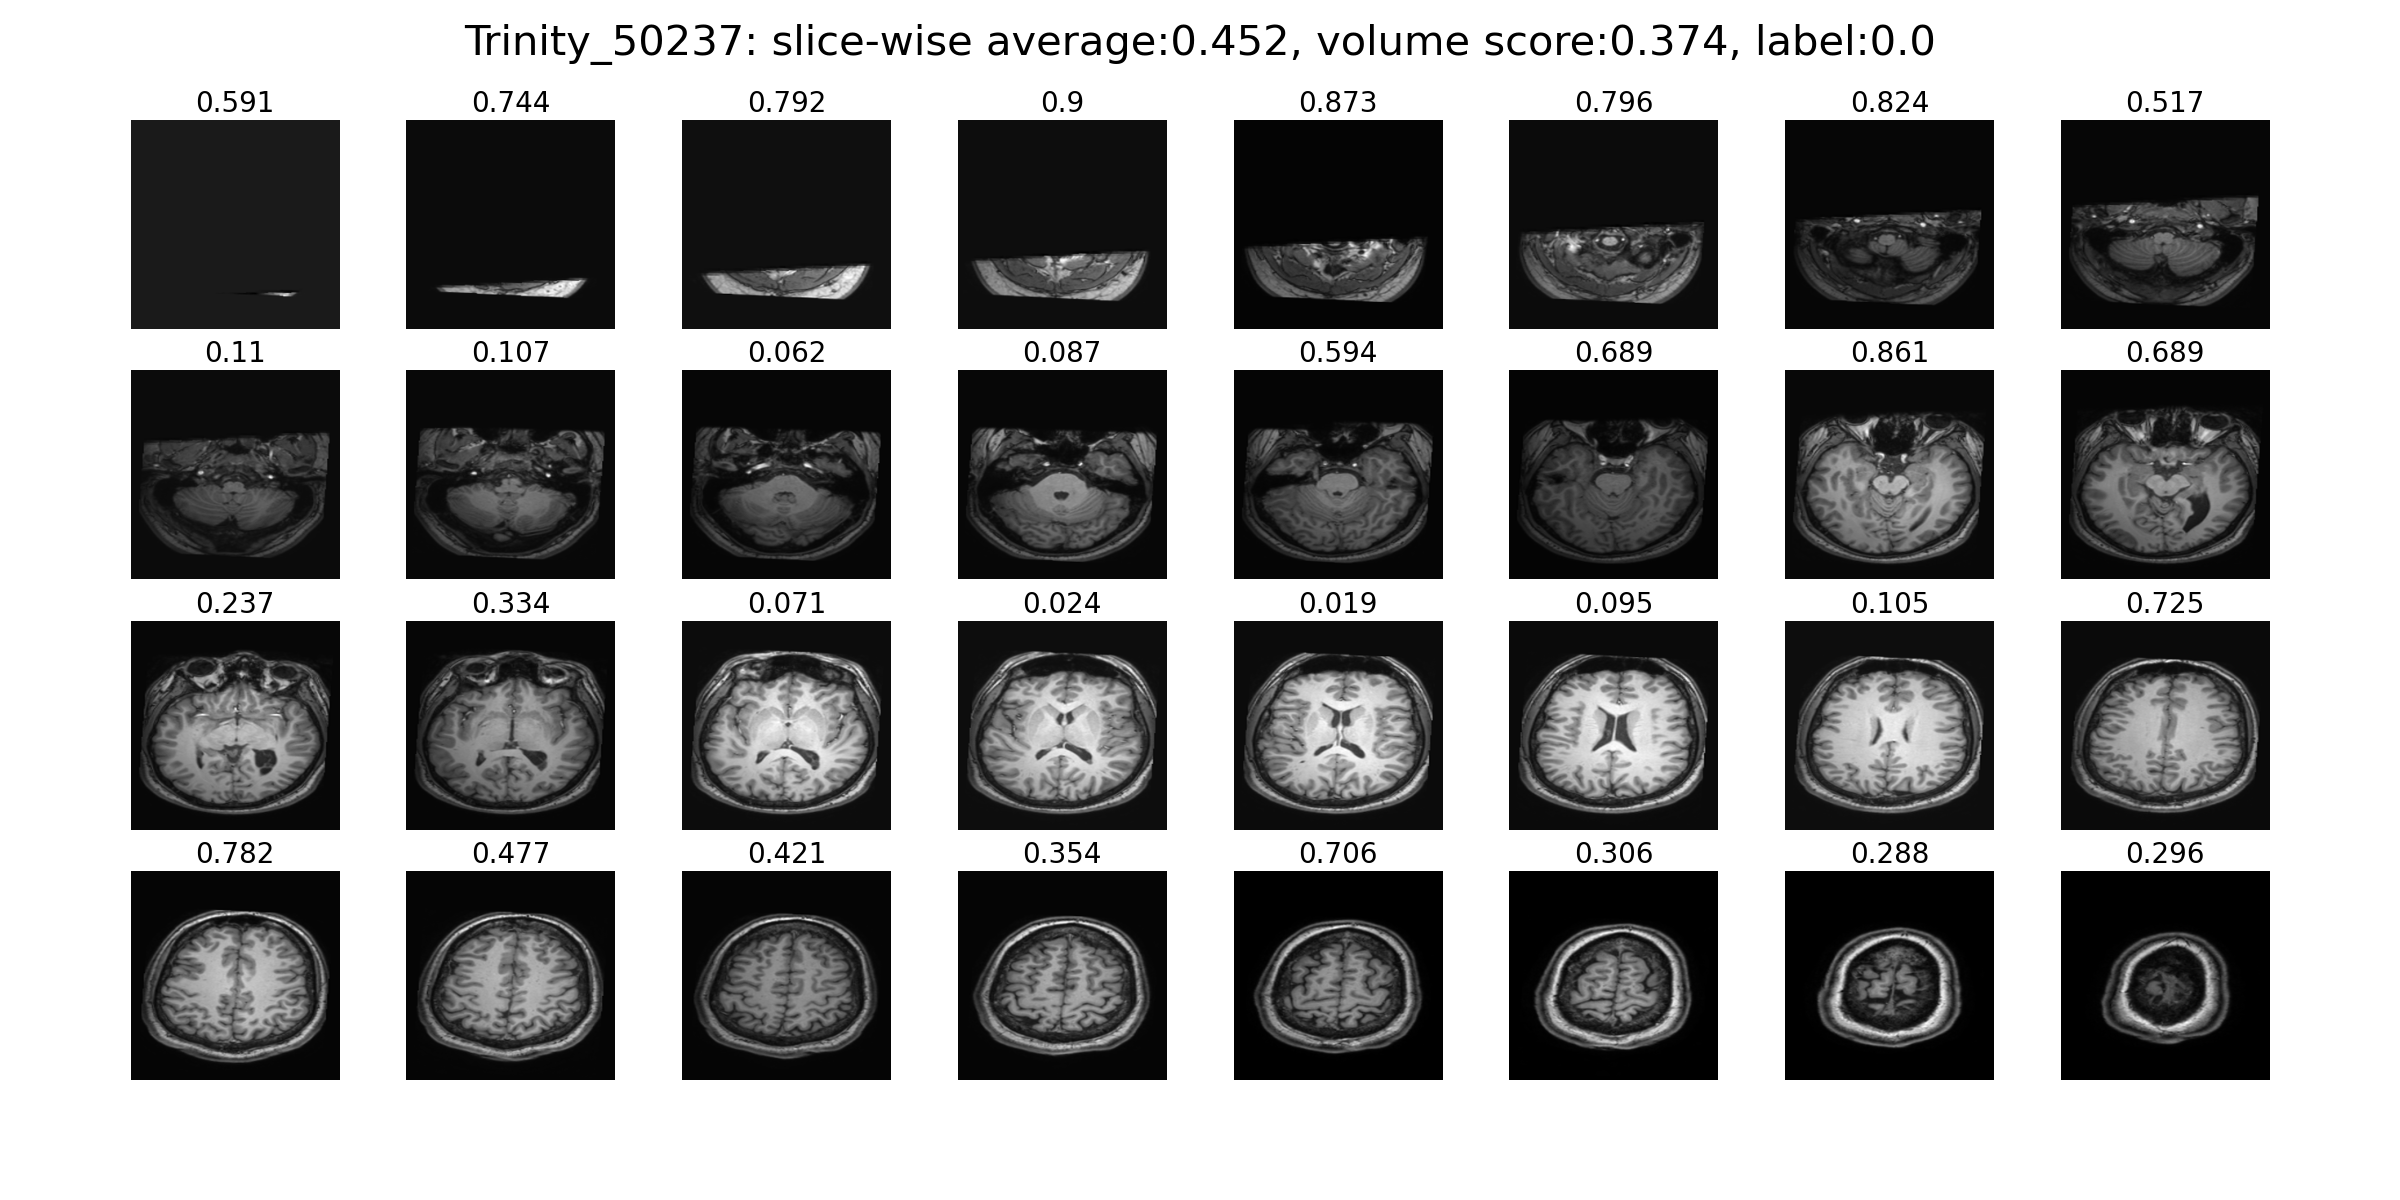 Trinity_50237: slice-wise average:0.452, volume score:0.374, label:0.0
0.591 0.744 0.792 0.9 0.873 0.796 0.824 0.517
0.11 0.107 0.062 0.087 0.594 0.689 0.861 0.689
0.237 0.334 0.071 0.024 0.019 0.095 0.105 0.725
0.782 0.477 0.421 0.354 0.706 0.306 0.288 0.296